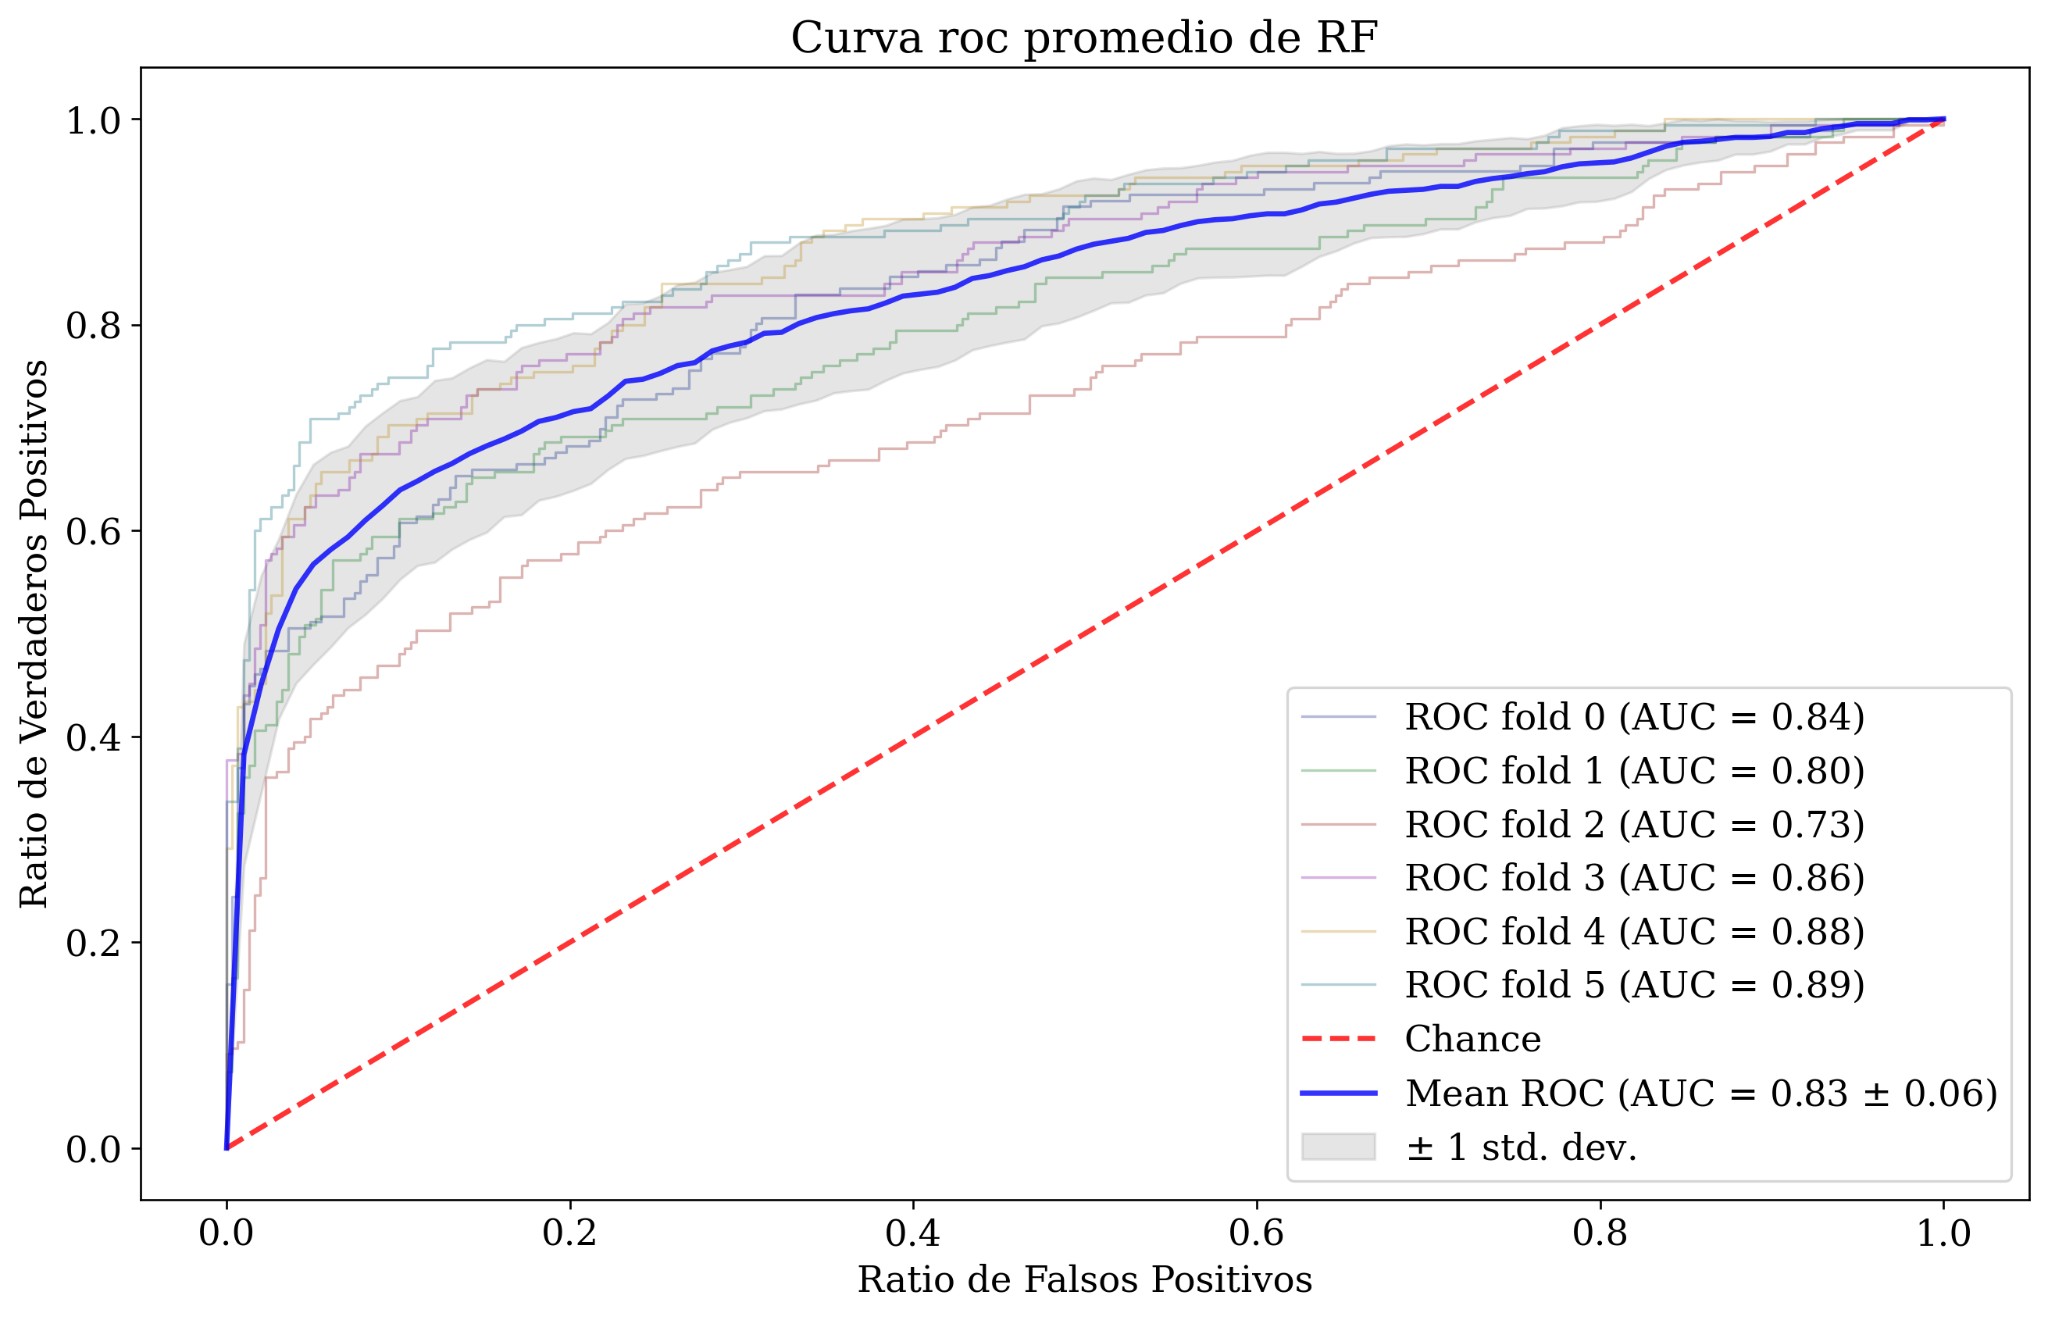 Curva roc promedio de RF
Ratio de Verdaderos Positivos
1.0
0.8
0.6
0.4
0.2
0.0
ROC fold 0 (AUC = 0.84)
ROC fold 1 (AUC = 0.80)
ROC fold 2 (AUC = 0.73)
ROC fold 3 (AUC = 0.86)
ROC fold 4 (AUC = 0.88)
ROC fold 5 (AUC = 0.89)
Chance
Mean ROC (AUC = 0.83 ± 0.06)
± 1 std. dev.
0.0 0.2 0.4 0.6 0.8 1.0
Ratio de Falsos Positivos